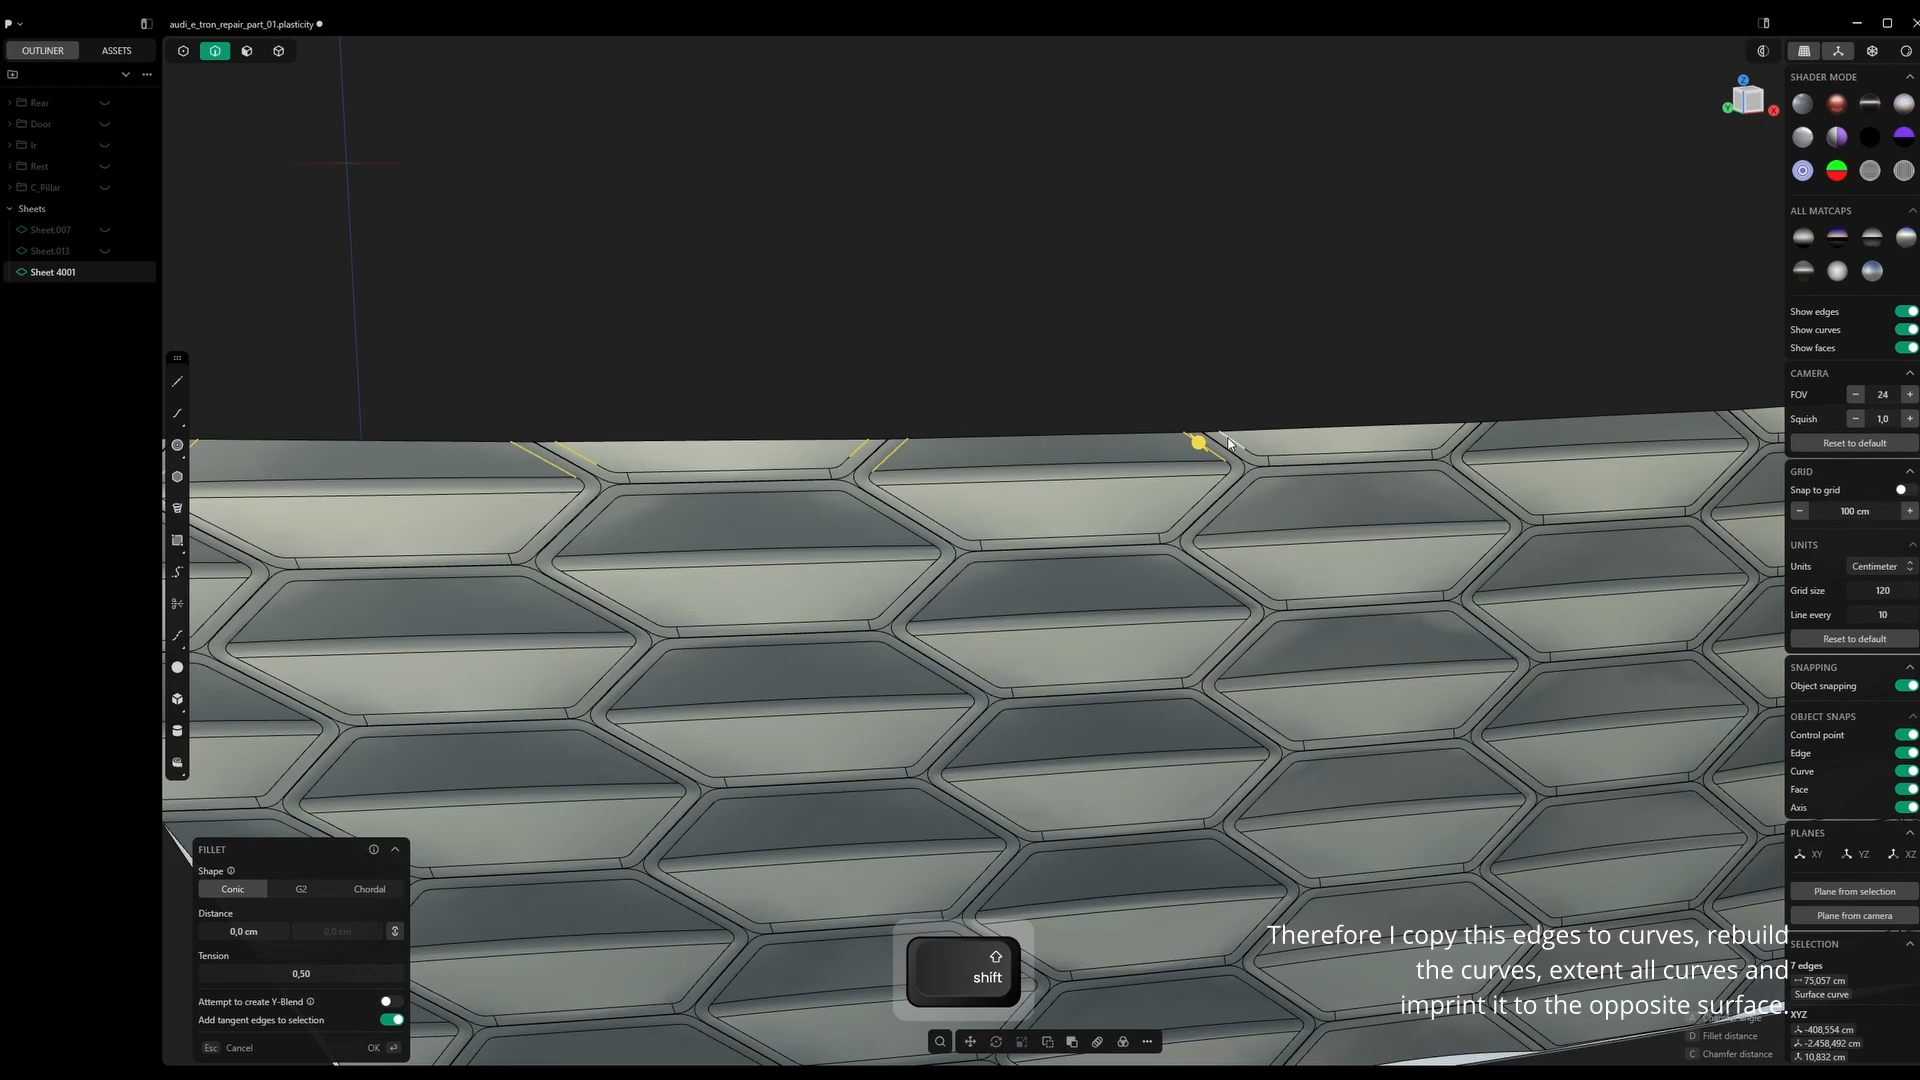 audi_e_tron_repair_part_01.plasticity
OUTLINER
ASSETS
Rear
Door
Ir
Rest
C_Pillar
Sheets
Sheet.007
Sheet.013
Sheet 4001
FILLET
Shape
Conic
G2
Chordal
Distance
0,0 cm
0,0 cm
Tension
0,50
Attempt to create Y-Blend
Add tangent edges to selection
Esc Cancel
OK
shift
Therefore I copy this edges to curves, rebuild
the curves, extent all curves and
imprint it to the opposite surface.
A Chamfer angle
D Fillet distance
C Chamfer distance
Z
Y
X
SHADER MODE
ALL MATCAPS
Show edges
Show curves
Show faces
CAMERA
FOV − 24 +
Squish − 1,0 +
Reset to default
GRID
Snap to grid
− 100 cm +
UNITS
Units Centimeter
Grid size 120
Line every 10
Reset to default
SNAPPING
Object snapping
OBJECT SNAPS
Control point
Edge
Curve
Face
Axis
PLANES
XY YZ XZ
Plane from selection
Plane from camera
SELECTION
7 edges
75,057 cm
Surface curve
XYZ
-408,554 cm
-2.458,492 cm
10,832 cm